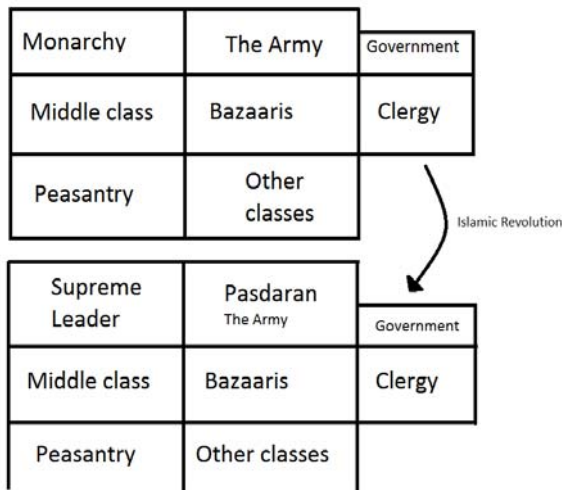 Monarchy
The Army
Government
Middle class
Bazaaris
Clergy
Peasantry
Other
classes
Islamic Revolution
Supreme
Leader
Pasdaran
The Army
Government
Middle class
Bazaaris
Clergy
Peasantry
Other classes